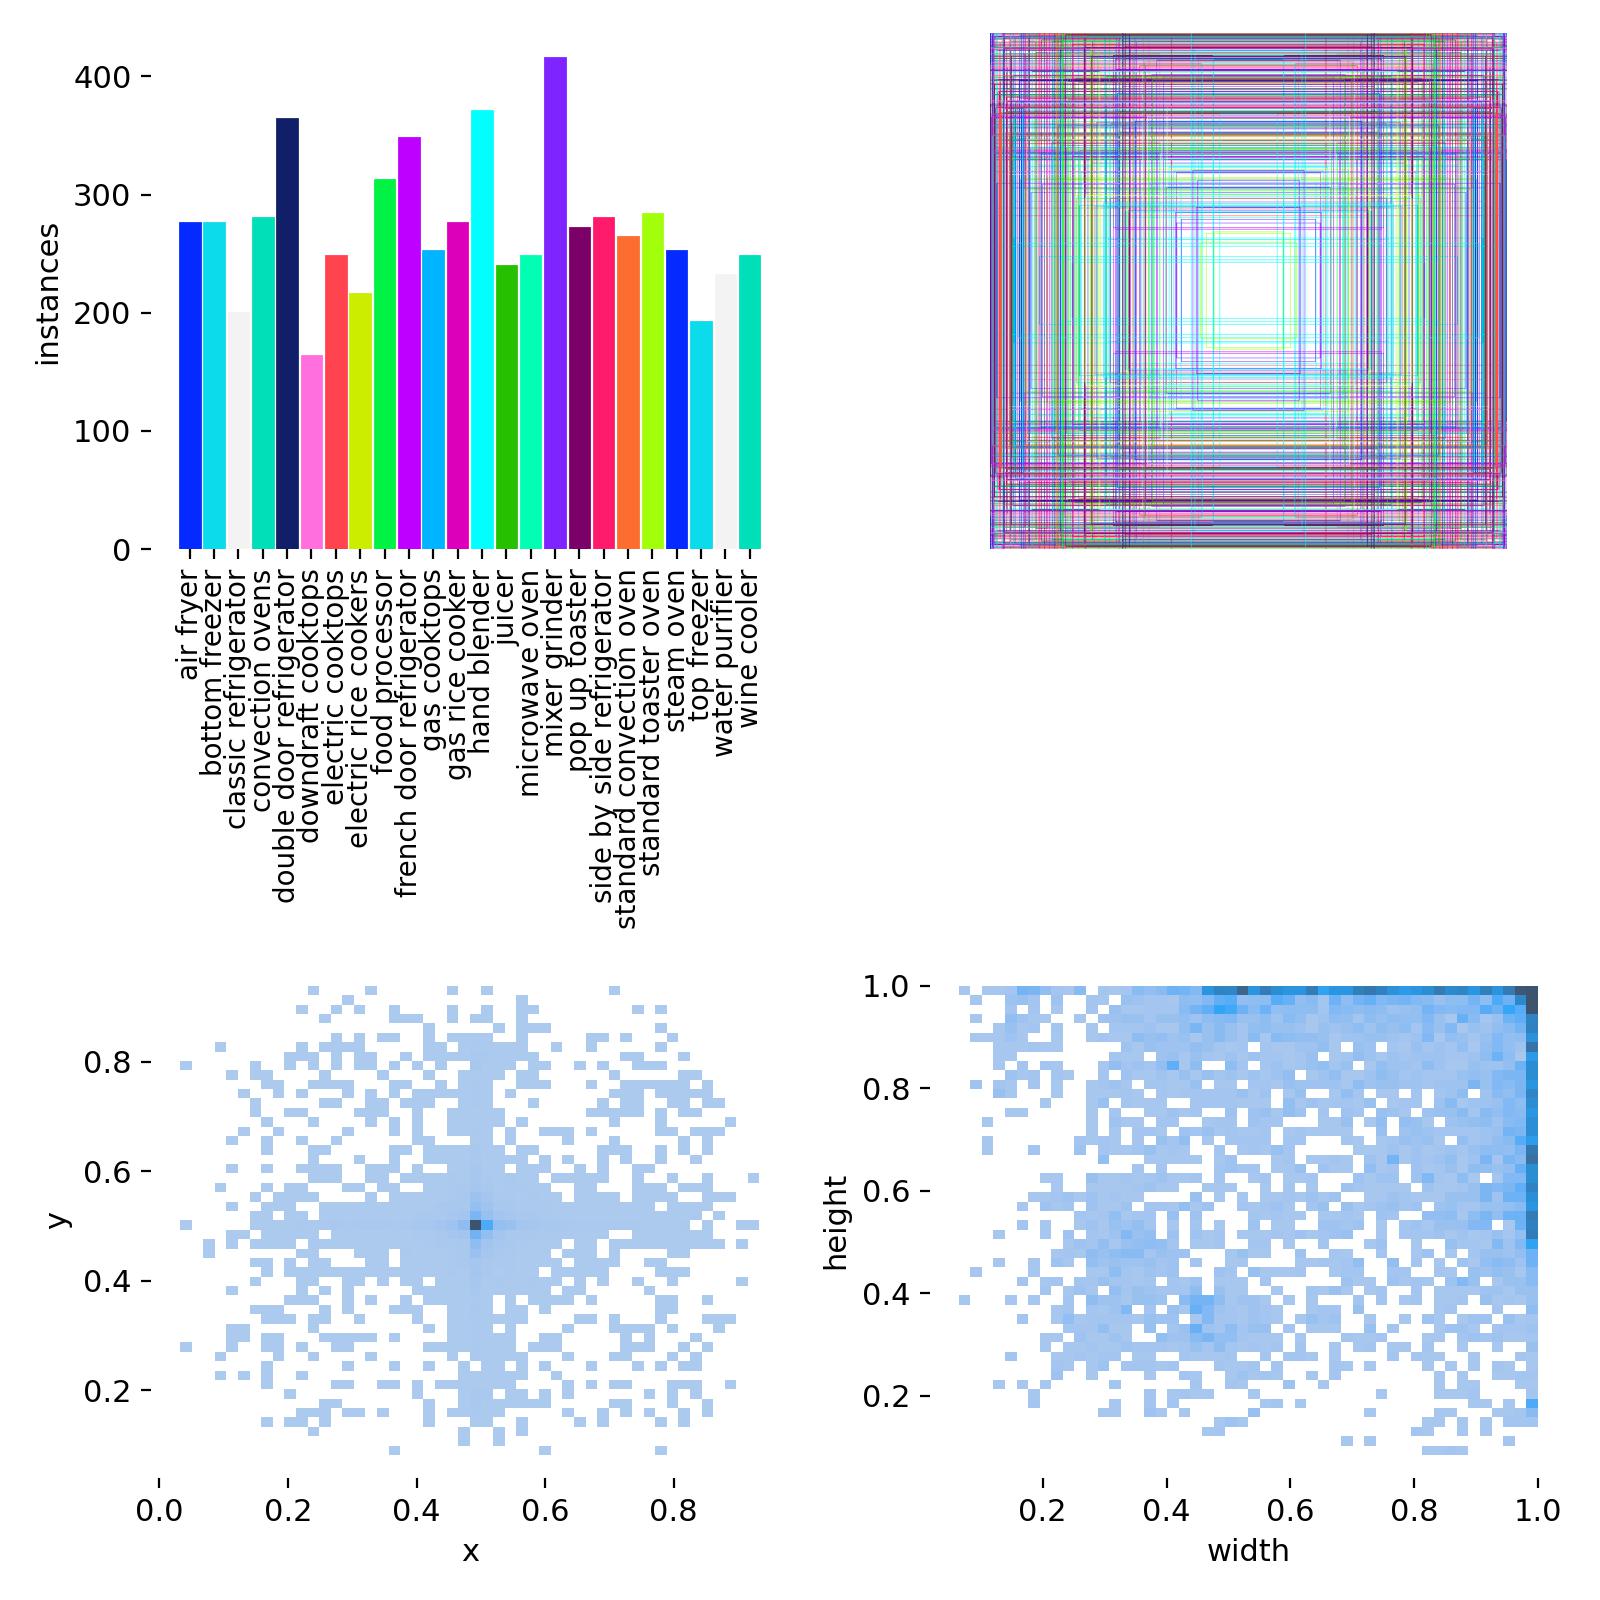 400
300
200
100
0
instances
air fryer
bottom freezer
classic refrigerator
convection ovens
double door refrigerator
downdraft cooktops
electric cooktops
electric rice cookers
food processor
french door refrigerator
gas cooktops
gas rice cooker
hand blender
juicer
microwave oven
mixer grinder
pop up toaster
side by side refrigerator
standard convection oven
standard toaster oven
steam oven
top freezer
water purifier
wine cooler
0.8
0.6
0.4
0.2
y
0.0 0.2 0.4 0.6 0.8
x
1.0
0.8
0.6
0.4
0.2
height
0.2 0.4 0.6 0.8 1.0
width